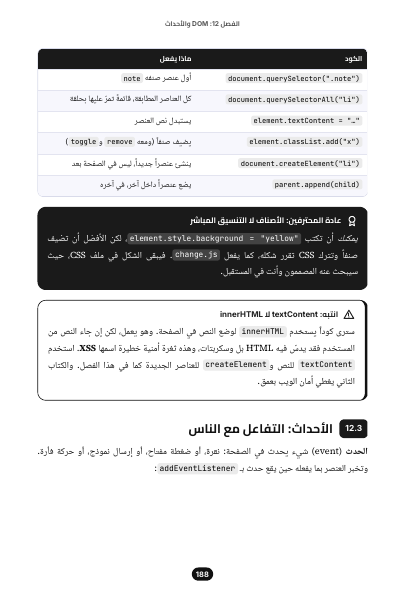 الفصل 12: DOM والأحداث
الكود ماذا يفعل
document.querySelector(".note") أول عنصر صنفه note
document.querySelectorAll("li") كل العناصر المطابقة، قائمةً تمرّ عليها بحلقة
element.textContent = "…" يستبدل نص العنصر
element.classList.add("x") يضيف صنفاً (ومعه remove و toggle)
document.createElement("li") ينشئ عنصراً جديداً، ليس في الصفحة بعد
parent.append(child) يضع عنصراً داخل آخر، في آخره
عادة المحترفين: الأصناف لا التنسيق المباشر
يمكنك أن تكتب element.style.background = "yellow"، لكن الأفضل أن تضيف
صنفاً وتترك CSS تقرر شكله، كما يفعل change.js. فيبقى الشكل في ملف CSS، حيث
سيبحث عنه المصممون وأنت في المستقبل.
انتبه: textContent لا innerHTML
سترى كوداً يستخدم innerHTML لوضع النص في الصفحة. وهو يعمل، لكن إن جاء النص من
المستخدم فقد يدسّ فيه HTML بل وسكربتات، وهذه ثغرة أمنية خطيرة اسمها XSS. استخدم
textContent للنص و createElement للعناصر الجديدة كما في هذا الفصل. والكتاب
الثاني يغطي أمان الويب بعمق.
12.3 الأحداث: التفاعل مع الناس
الحدث (event) شيء يحدث في الصفحة: نقرة، أو ضغطة مفتاح، أو إرسال نموذج، أو حركة فأرة.
وتخبر العنصر بما يفعله حين يقع حدث بـ addEventListener:
188